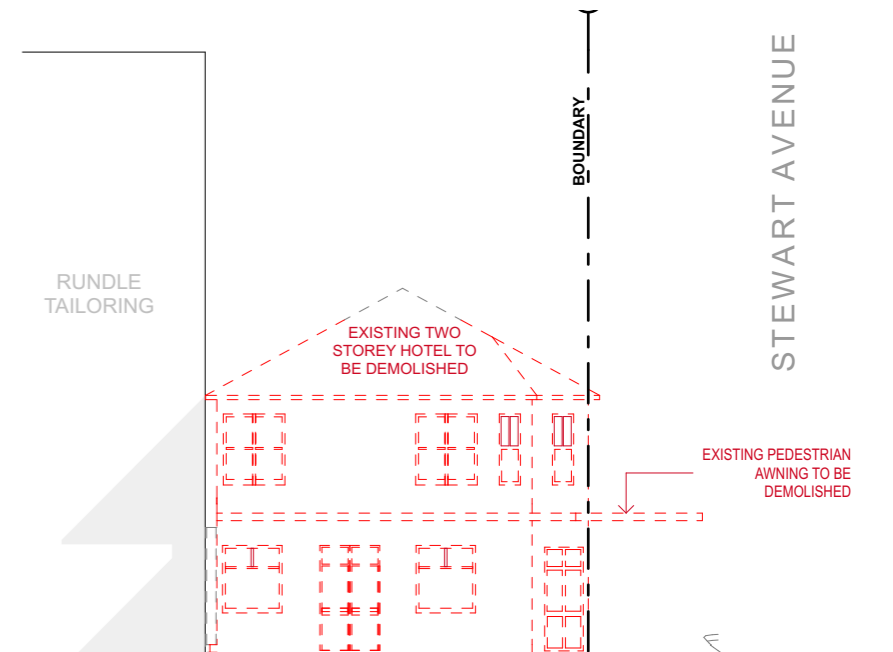 STEWART AVENUE
BOUNDARY
RUNDLE
TAILORING
EXISTING TWO
STOREY HOTEL TO
BE DEMOLISHED
EXISTING PEDESTRIAN
AWNING TO BE
DEMOLISHED